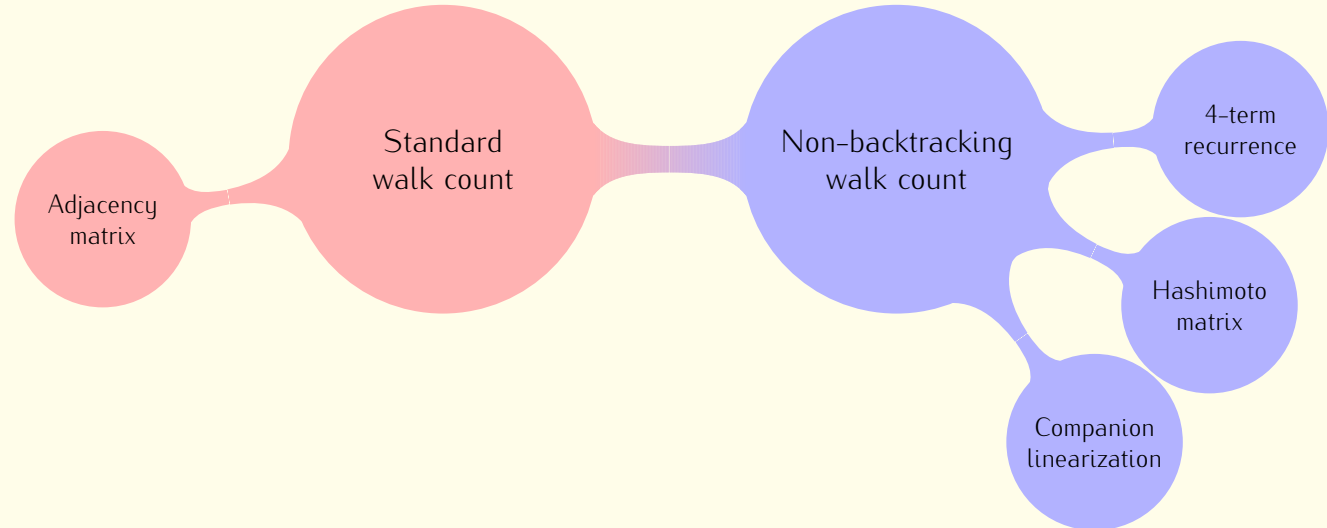 Adjacency
matrix
Standard
walk count
Non-backtracking
walk count
4-term
recurrence
Hashimoto
matrix
Companion
linearization